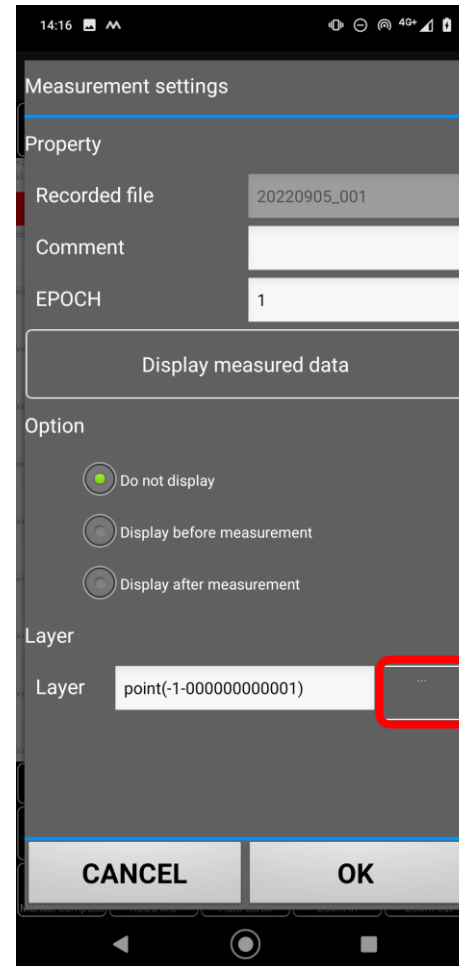 14:16
4G+
Measurement settings
Property
Recorded file 20220905_001
Comment
EPOCH 1
Display measured data
Option
Do not display
Display before measurement
Display after measurement
Layer
Layer point(-1-000000000001) ...
CANCEL OK